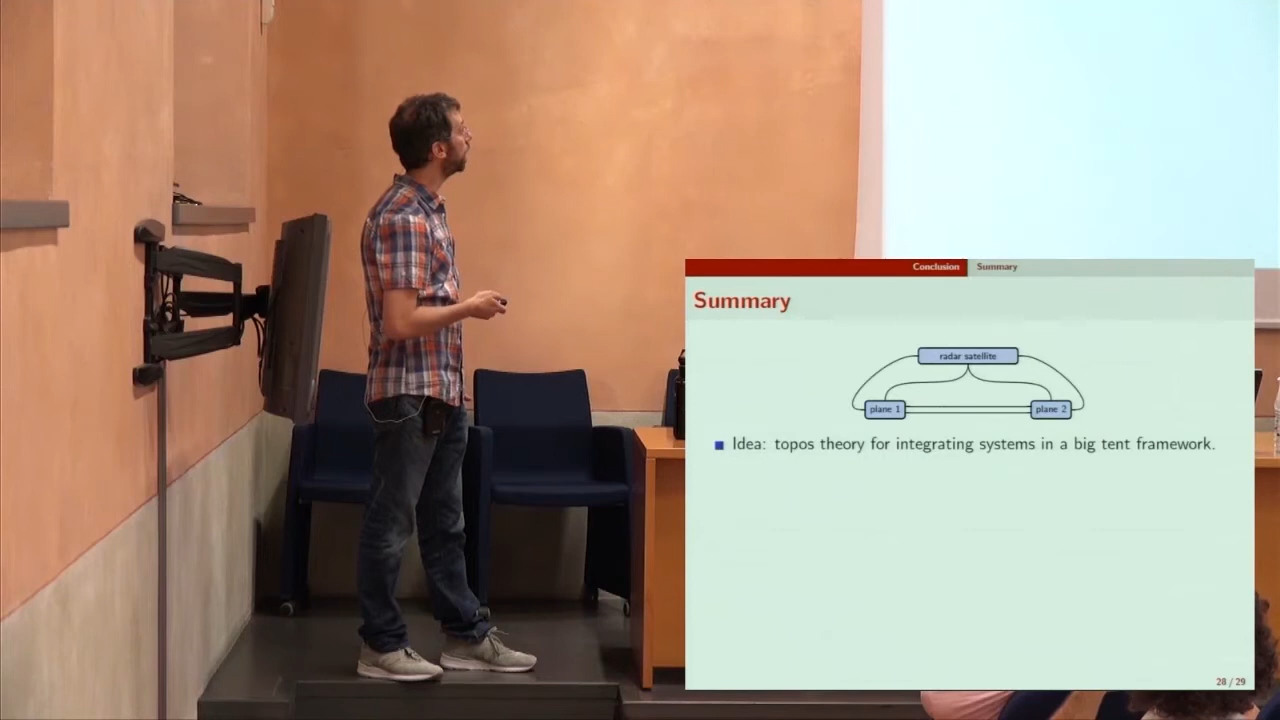 Conclusion Summary
Summary
radar satellite
plane 1 plane 2
Idea: topos theory for integrating systems in a big tent framework.
28 / 29